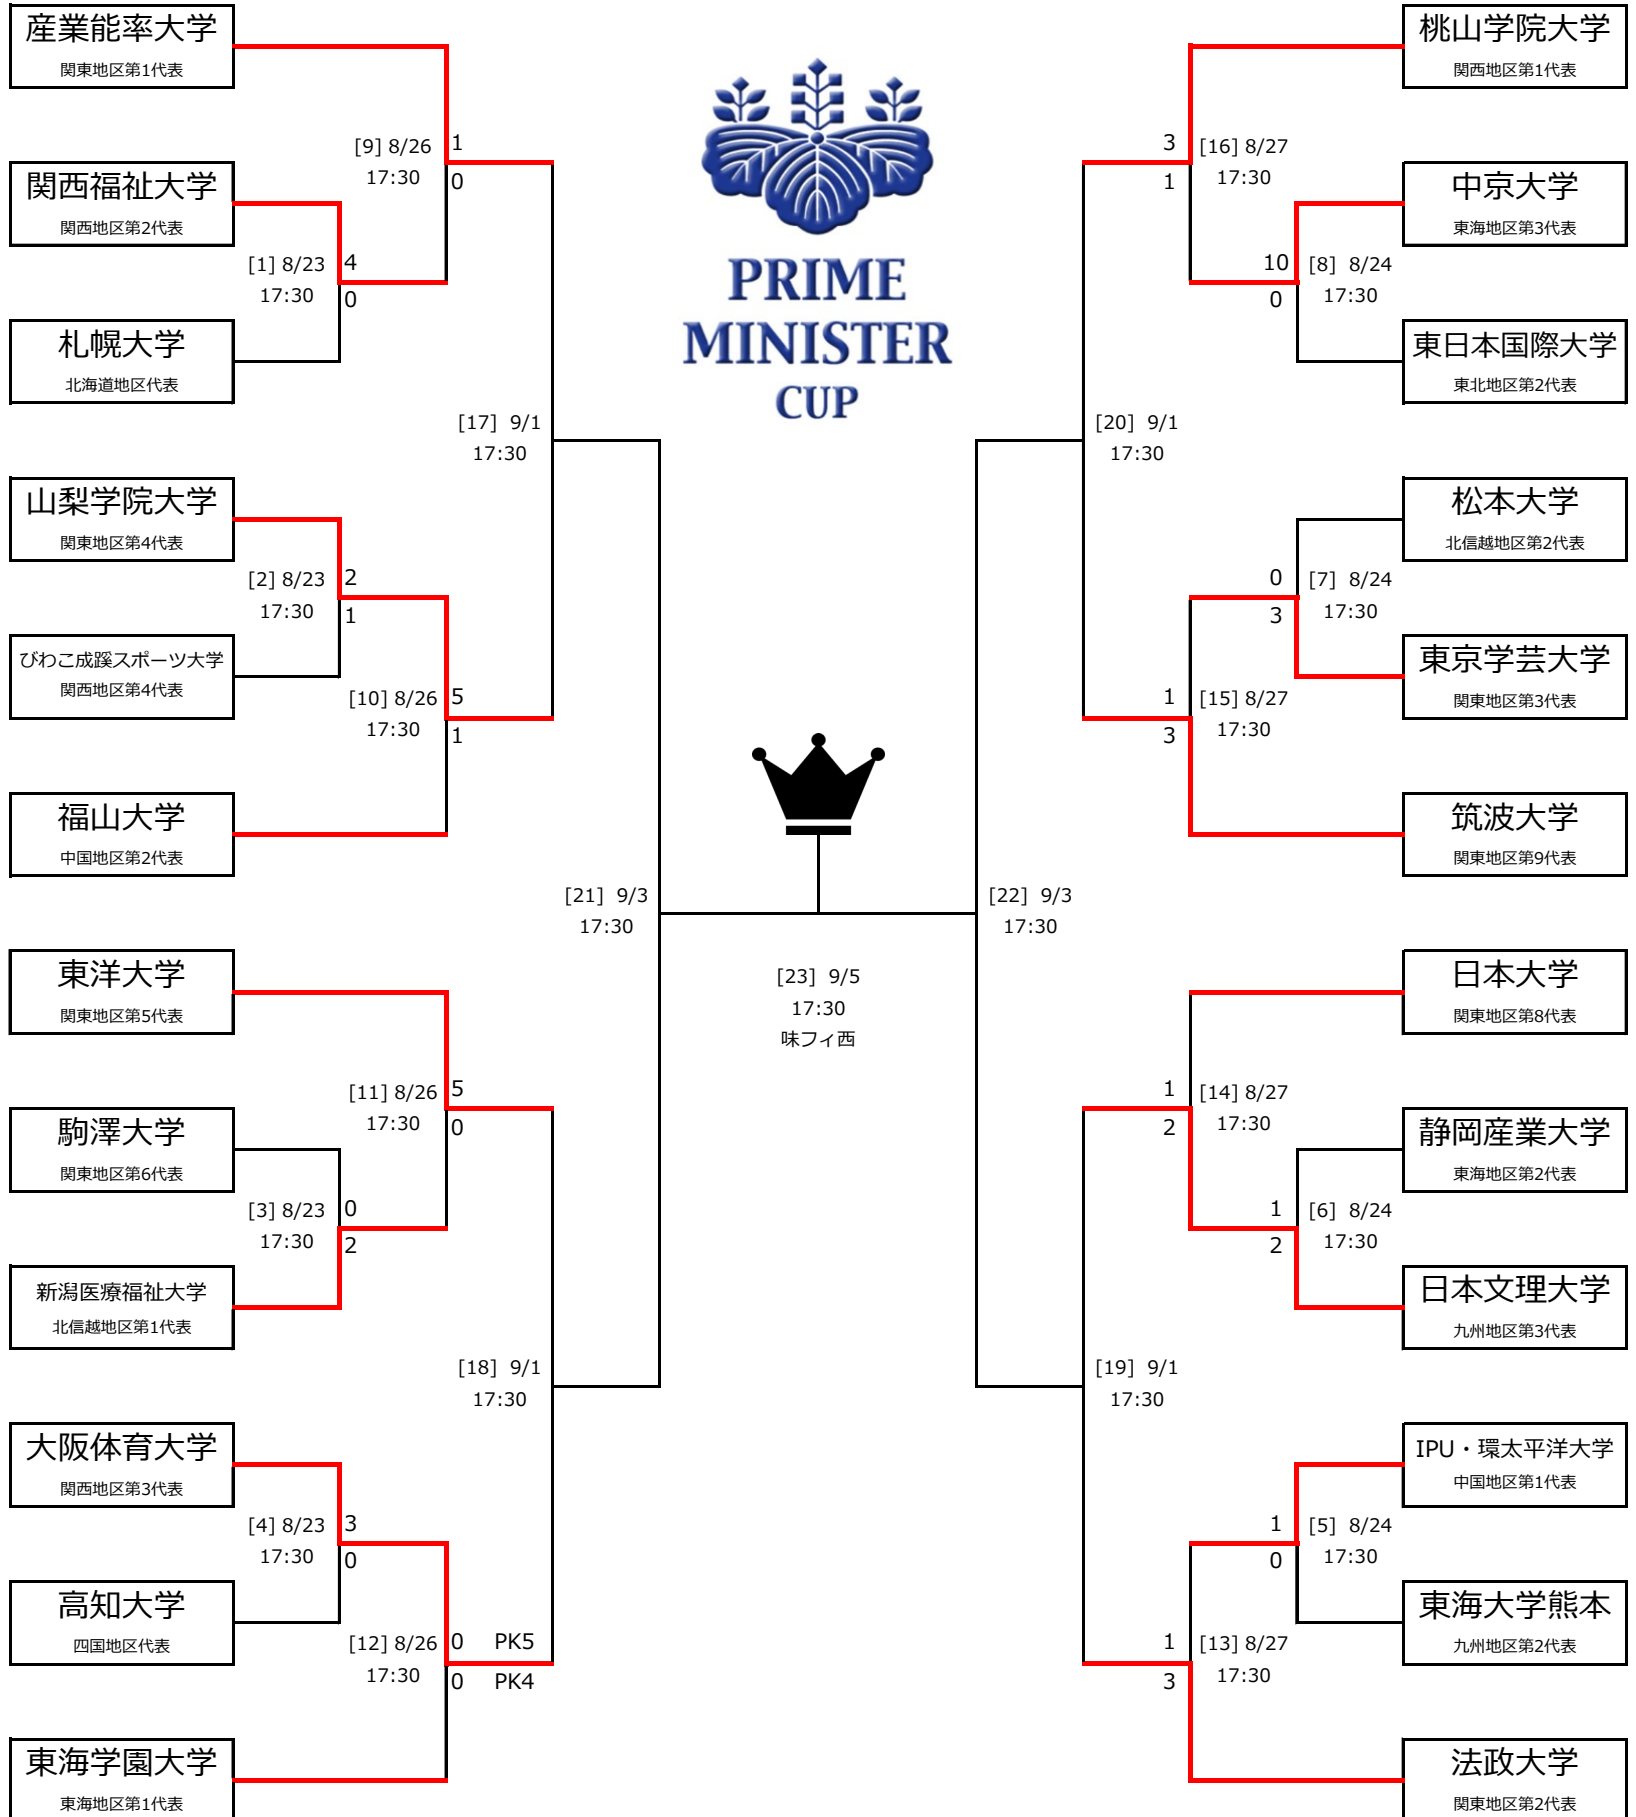 産業能率大学
関東地区第1代表
[9] 8/26
17:30
1
0
関西福祉大学
関西地区第2代表
[1] 8/23
17:30
4
0
札幌大学
北海道地区代表
[17] 9/1
17:30
山梨学院大学
関東地区第4代表
[2] 8/23
17:30
2
1
びわこ成蹊スポーツ大学
関西地区第4代表
[10] 8/26
17:30
5
1
福山大学
中国地区第2代表
[21] 9/3
17:30
東洋大学
関東地区第5代表
[11] 8/26
17:30
5
0
駒澤大学
関東地区第6代表
[3] 8/23
17:30
0
2
新潟医療福祉大学
北信越地区第1代表
[18] 9/1
17:30
大阪体育大学
関西地区第3代表
[4] 8/23
17:30
3
0
高知大学
四国地区代表
[12] 8/26
17:30
0 PK5
0 PK4
東海学園大学
東海地区第1代表
PRIME
MINISTER
CUP
[23] 9/5
17:30
味フィ西
桃山学院大学
関西地区第1代表
3
1
[16] 8/27
17:30
中京大学
東海地区第3代表
10
0
[8] 8/24
17:30
東日本国際大学
東北地区第2代表
[20] 9/1
17:30
松本大学
北信越地区第2代表
0
3
[7] 8/24
17:30
東京学芸大学
関東地区第3代表
1
3
[15] 8/27
17:30
筑波大学
関東地区第9代表
[22] 9/3
17:30
日本大学
関東地区第8代表
1
2
[14] 8/27
17:30
静岡産業大学
東海地区第2代表
1
2
[6] 8/24
17:30
日本文理大学
九州地区第3代表
[19] 9/1
17:30
IPU・環太平洋大学
中国地区第1代表
1
0
[5] 8/24
17:30
東海大学熊本
九州地区第2代表
1
3
[13] 8/27
17:30
法政大学
関東地区第2代表